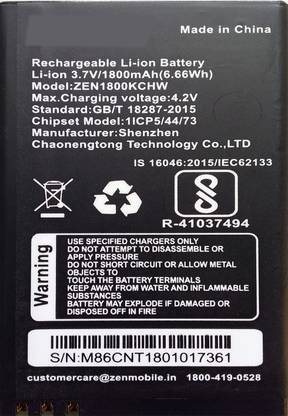 Made in China
Rechargeable Li-ion Battery
Li-ion 3.7V/1800mAh(6.66Wh)
Model:ZEN1800KCHW
Max.Charging voltage:4.2V
Standard:GB/T 18287-2015
Chipset Model:1ICP5/44/73
Manufacturer:Shenzhen
Chaonengtong Technology Co.,LTD
IS 16046:2015/IEC62133
R-41037494
Warning
USE SPECIFIED CHARGERS ONLY
DO NOT ATTEMPT TO DISASSEMBLE OR
APPLY PRESSURE
DO NOT SHORT CIRCUIT OR ALLOW METAL
OBJECTS TO
TOUCH THE BATTERY TERMINALS
KEEP AWAY FROM WATER AND INFLAMMABLE
SUBSTANCES
BATTERY MAY EXPLODE IF DAMAGED OR
DISPOSED OFF IN FIRE
S/N:M86CNT1801017361
customercare@zenmobile.in 1800-419-0528